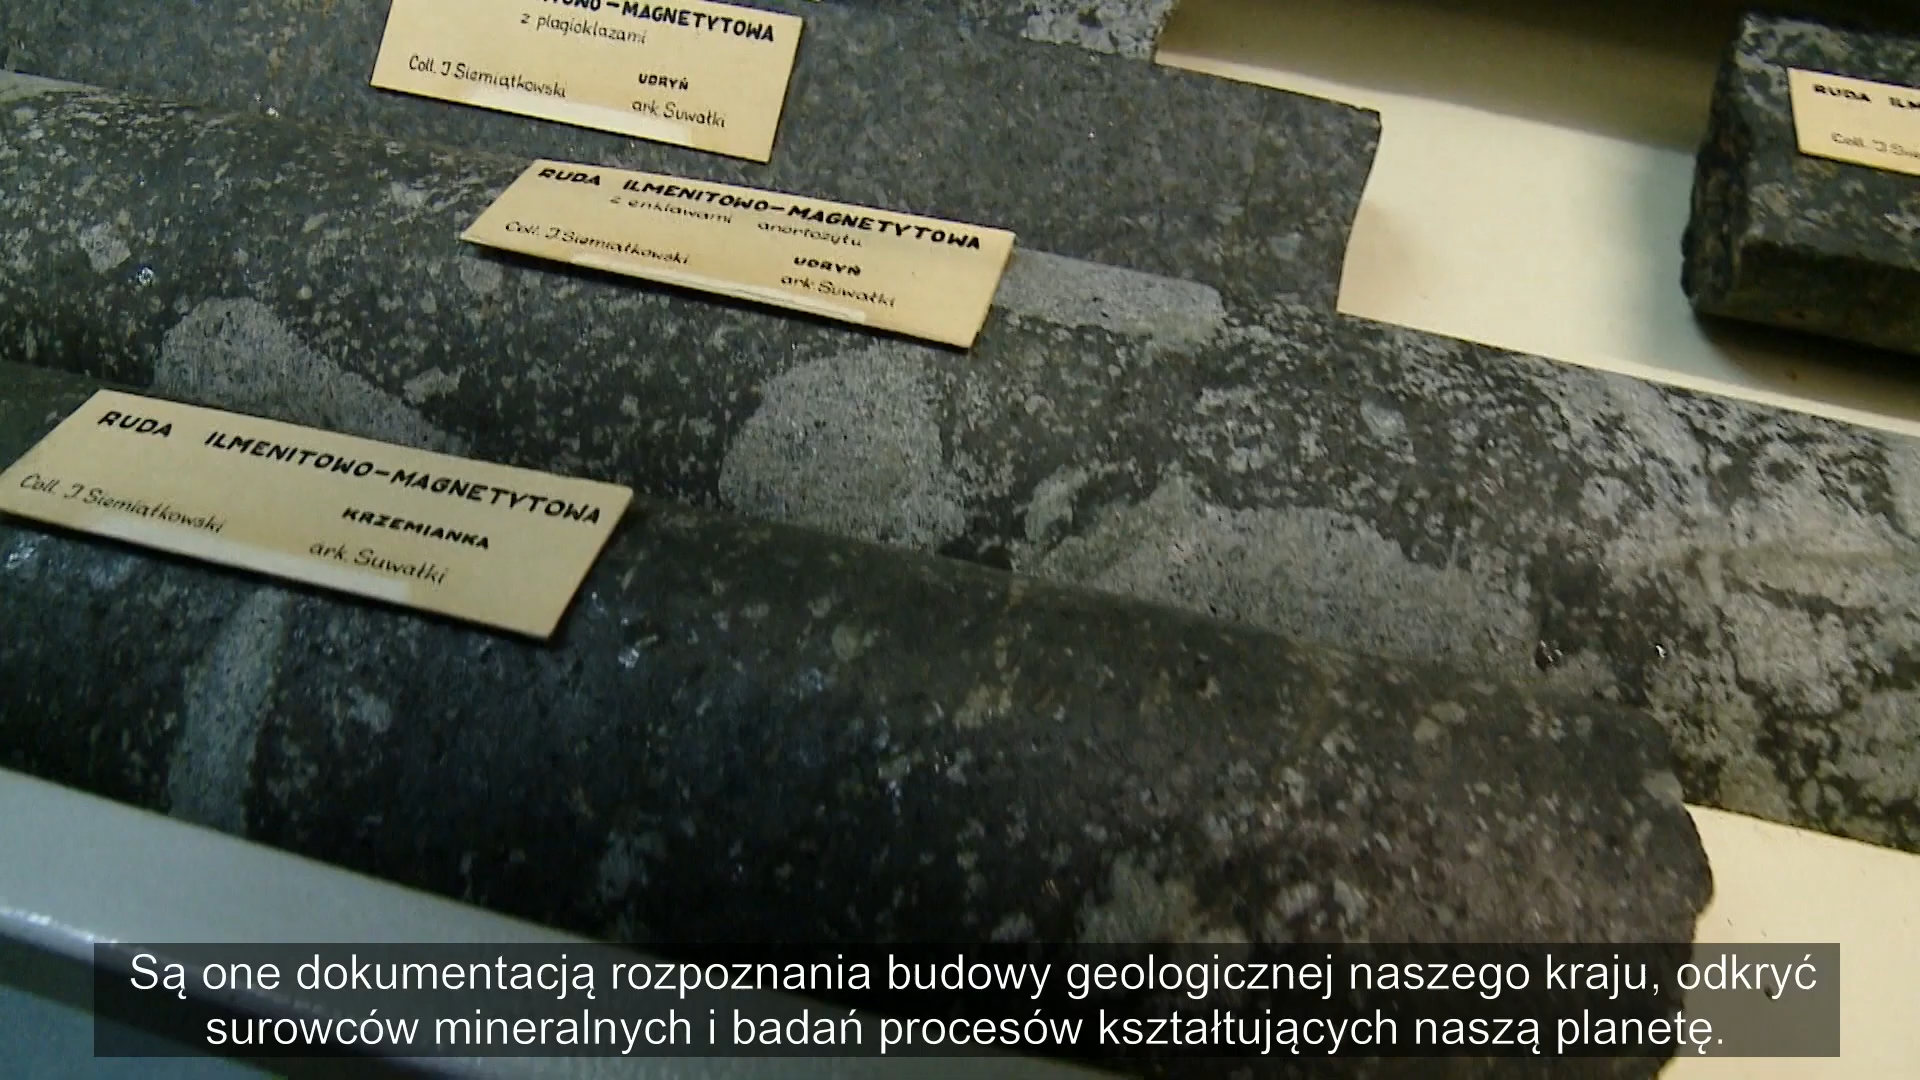 MAGNETYTOWA
z plagioklazami
Coll. J Siemiątkowski
UDRYŃ
ark. Suwałki
RUDA ILMENITOWO-MAGNETYTOWA
z enklawami anortozytu
Coll. J. Siemiątkowski
UDRYŃ
ark. Suwałki
RUDA ILMENITOWO-MAGNETYTOWA
Coll. J. Siemiątkowski
KRZEMIANKA
ark. Suwałki
RUDA
Coll. J
Są one dokumentacją rozpoznania budowy geologicznej naszego kraju, odkryć
surowców mineralnych i badań procesów kształtujących naszą planetę.